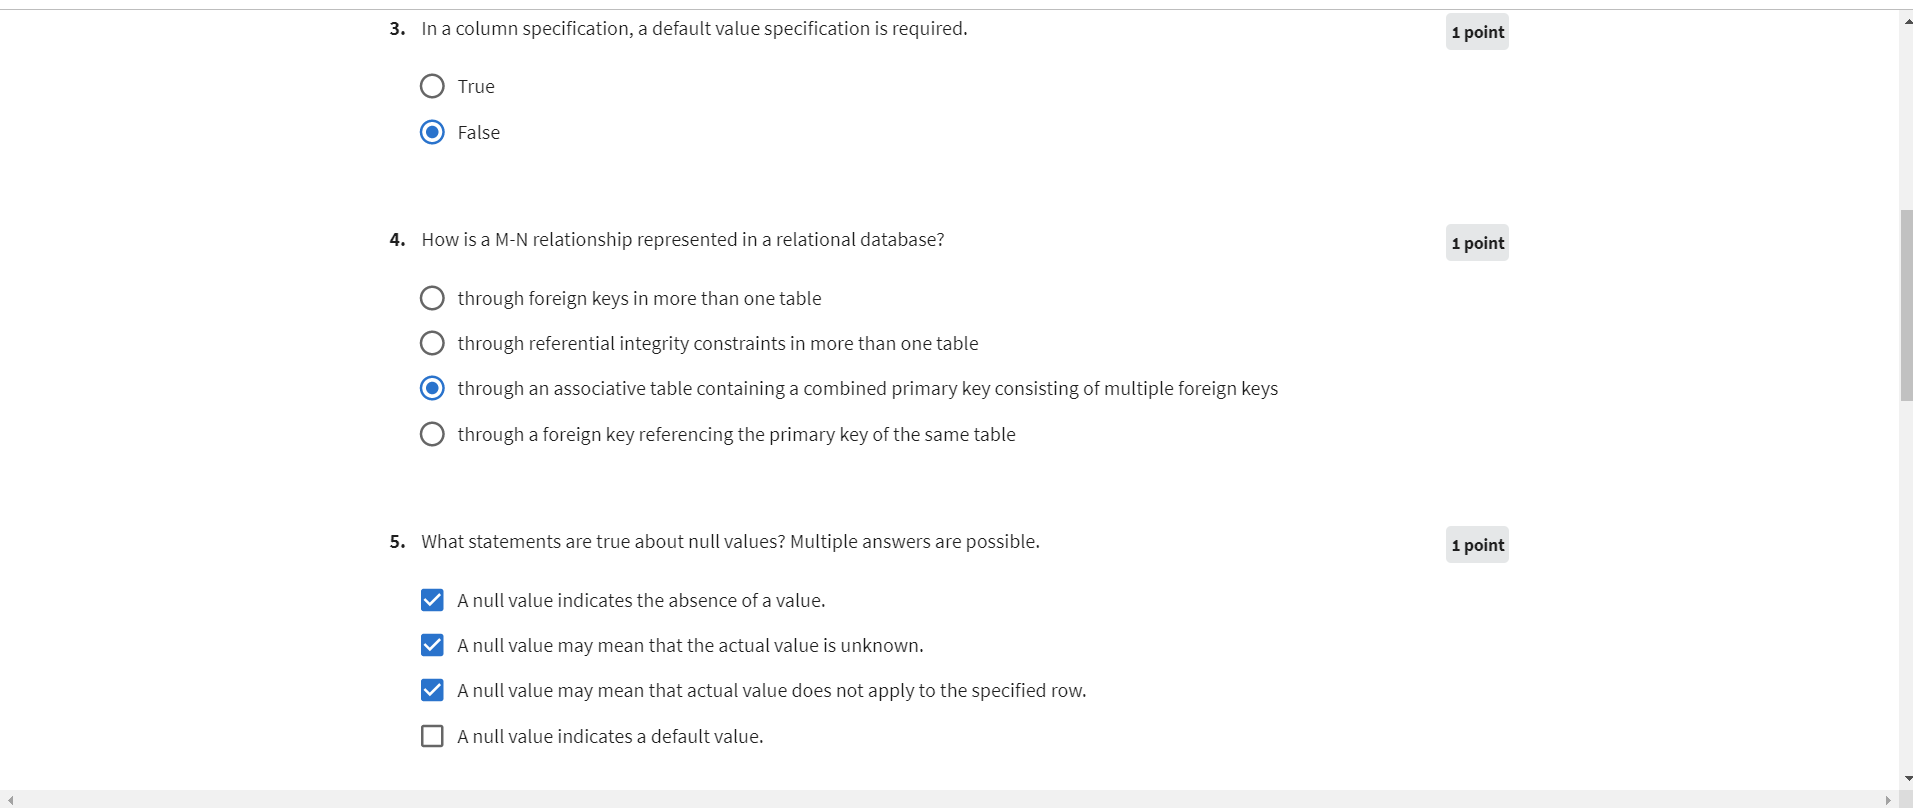 3. In a column specification, a default value specification is required.
1 point
True
False
4. How is a M-N relationship represented in a relational database?
1 point
through foreign keys in more than one table
through referential integrity constraints in more than one table
through an associative table containing a combined primary key consisting of multiple foreign keys
through a foreign key referencing the primary key of the same table
5. What statements are true about null values? Multiple answers are possible.
1 point
A null value indicates the absence of a value.
A null value may mean that the actual value is unknown.
A null value may mean that actual value does not apply to the specified row.
A null value indicates a default value.